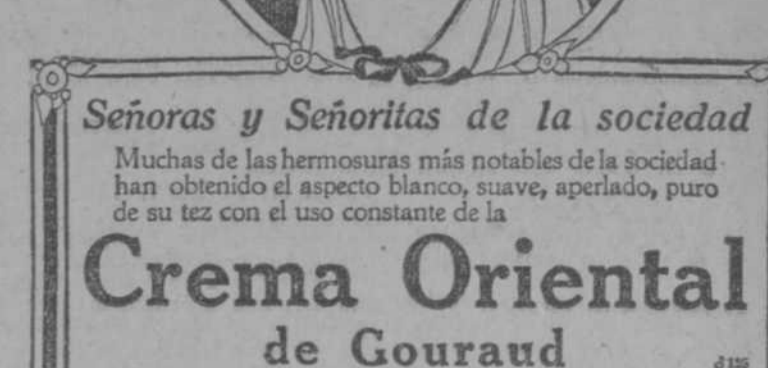 Señoras y Señoritas de la sociedad
Muchas de las hermosuras más notables de la sociedad
han obtenido el aspecto blanco, suave, aperlado, puro
de su tez con el uso constante de la
Crema Oriental
de Gouraud